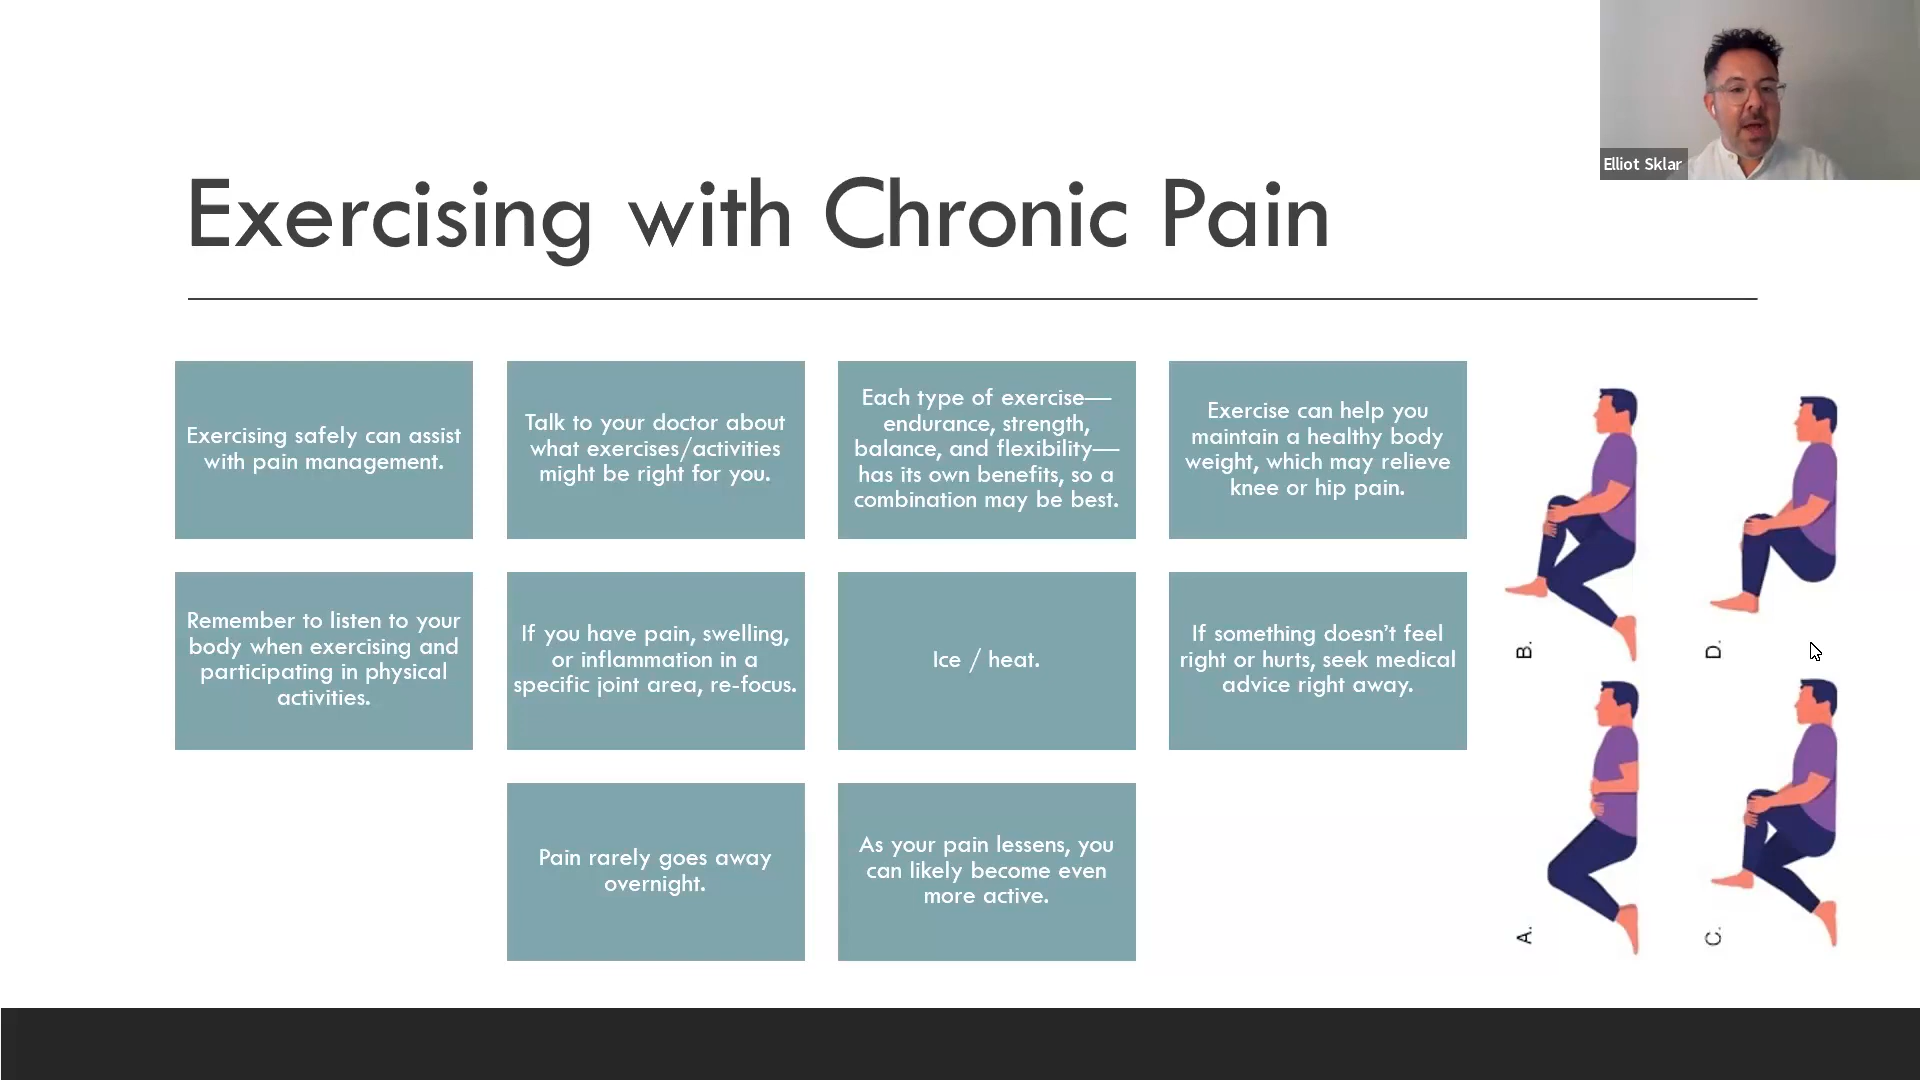 Elliot Sklar
Exercising with Chronic Pain
Exercising safely can assist
with pain management.
Talk to your doctor about
what exercises/activities
might be right for you.
Each type of exercise—
endurance, strength,
balance, and flexibility—
has its own benefits, so a
combination may be best.
Exercise can help you
maintain a healthy body
weight, which may relieve
knee or hip pain.
Remember to listen to your
body when exercising and
participating in physical
activities.
If you have pain, swelling,
or inflammation in a
specific joint area, re-focus.
Ice / heat.
If something doesn’t feel
right or hurts, seek medical
advice right away.
Pain rarely goes away
overnight.
As your pain lessens, you
can likely become even
more active.
B.
D.
A.
C.